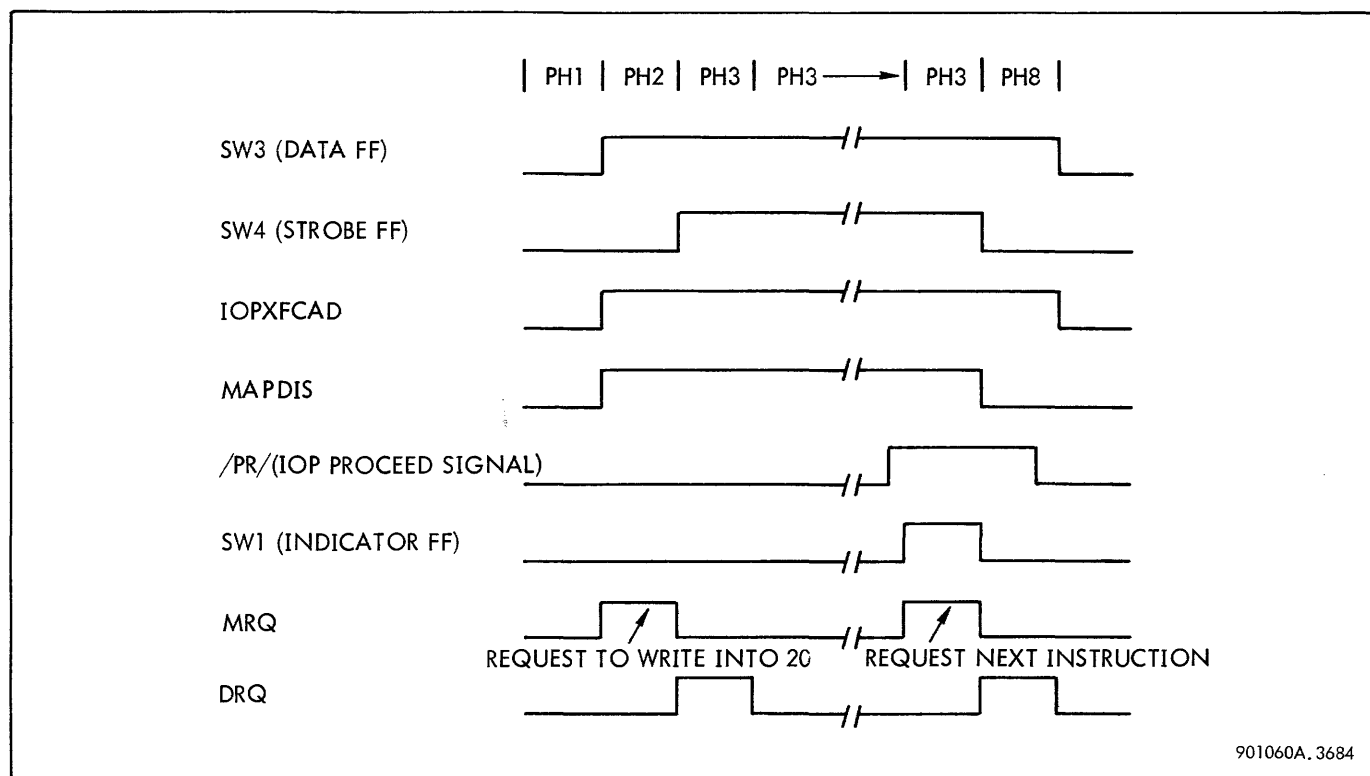 | PH1 | PH2 | PH3 | PH3 → | PH3 | PH8 |
SW3 (DATA FF)
SW4 (STROBE FF)
IOPXFCAD
MAPDIS
/PR/(IOP PROCEED SIGNAL)
SW1 (INDICATOR FF)
MRQ
REQUEST TO WRITE INTO 20 REQUEST NEXT INSTRUCTION
DRQ
901060A.3684